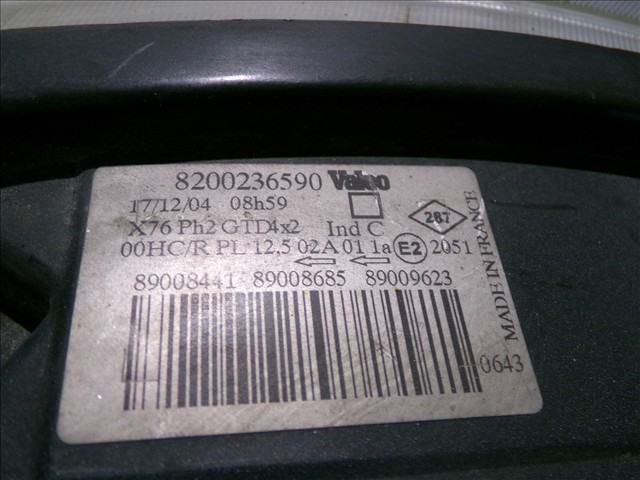 8200236590 Valeo
17/12/04 08h59
X76 Ph2 GTD4x2 Ind C 287
00HC/R PL 12,5 02A 01 1a E2 2051
89008441 89008685 89009623
0643
MADE IN FRANCE